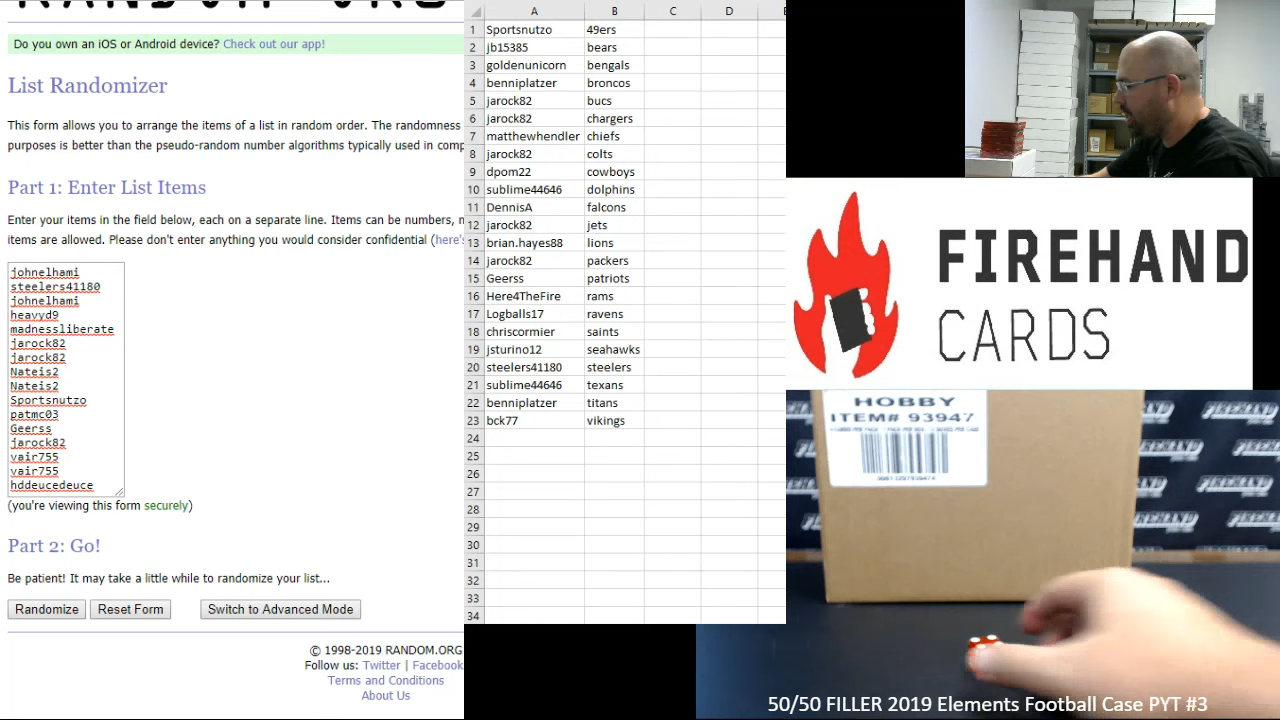 RANDOM.ORG
Do you own an iOS or Android device? Check out our app!
List Randomizer
This form allows you to arrange the items of a list in random order. The randomness
purposes is better than the pseudo-random number algorithms typically used in comp
Part 1: Enter List Items
Enter your items in the field below, each on a separate line. Items can be numbers, n
items are allowed. Please don't enter anything you would consider confidential (here's
johnelhami
steelers41180
johnelhami
heavyd9
madnessliberate
jarock82
jarock82
Nateis2
Nateis2
Sportsnutzo
patmc03
Geerss
jarock82
vair755
vair755
hddeucedeuce
(you're viewing this form securely)
Part 2: Go!
Be patient! It may take a little while to randomize your list...
Randomize Reset Form Switch to Advanced Mode
© 1998-2019 RANDOM.ORG
Follow us: Twitter | Facebook
Terms and Conditions
About Us
A B C D E
1 Sportsnutzo 49ers
2 jb15385 bears
3 goldenunicorn bengals
4 benniplatzer broncos
5 jarock82 bucs
6 jarock82 chargers
7 matthewhendler chiefs
8 jarock82 colts
9 dpom22 cowboys
10 sublime44646 dolphins
11 DennisA falcons
12 jarock82 jets
13 brian.hayes88 lions
14 jarock82 packers
15 Geerss patriots
16 Here4TheFire rams
17 Logballs17 ravens
18 chriscormier saints
19 jsturino12 seahawks
20 steelers41180 steelers
21 sublime44646 texans
22 benniplatzer titans
23 bck77 vikings
24
25
26
27
28
29
30
31
32
33
34
FIREHAND
CARDS
HOBBY
ITEM# 93947
50/50 FILLER 2019 Elements Football Case PYT #3